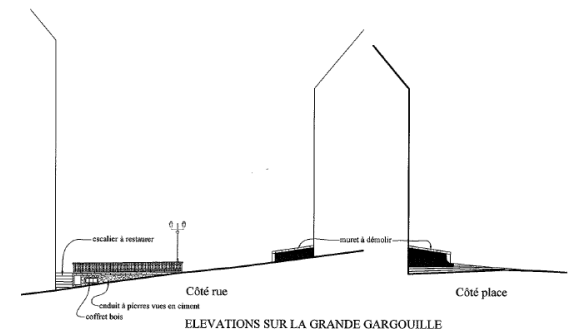 escalier à restaurer
muret à démolir
Côté rue
Côté place
enduit à pierres vues en ciment
coffret bois
ELEVATIONS SUR LA GRANDE GARGOUILLE